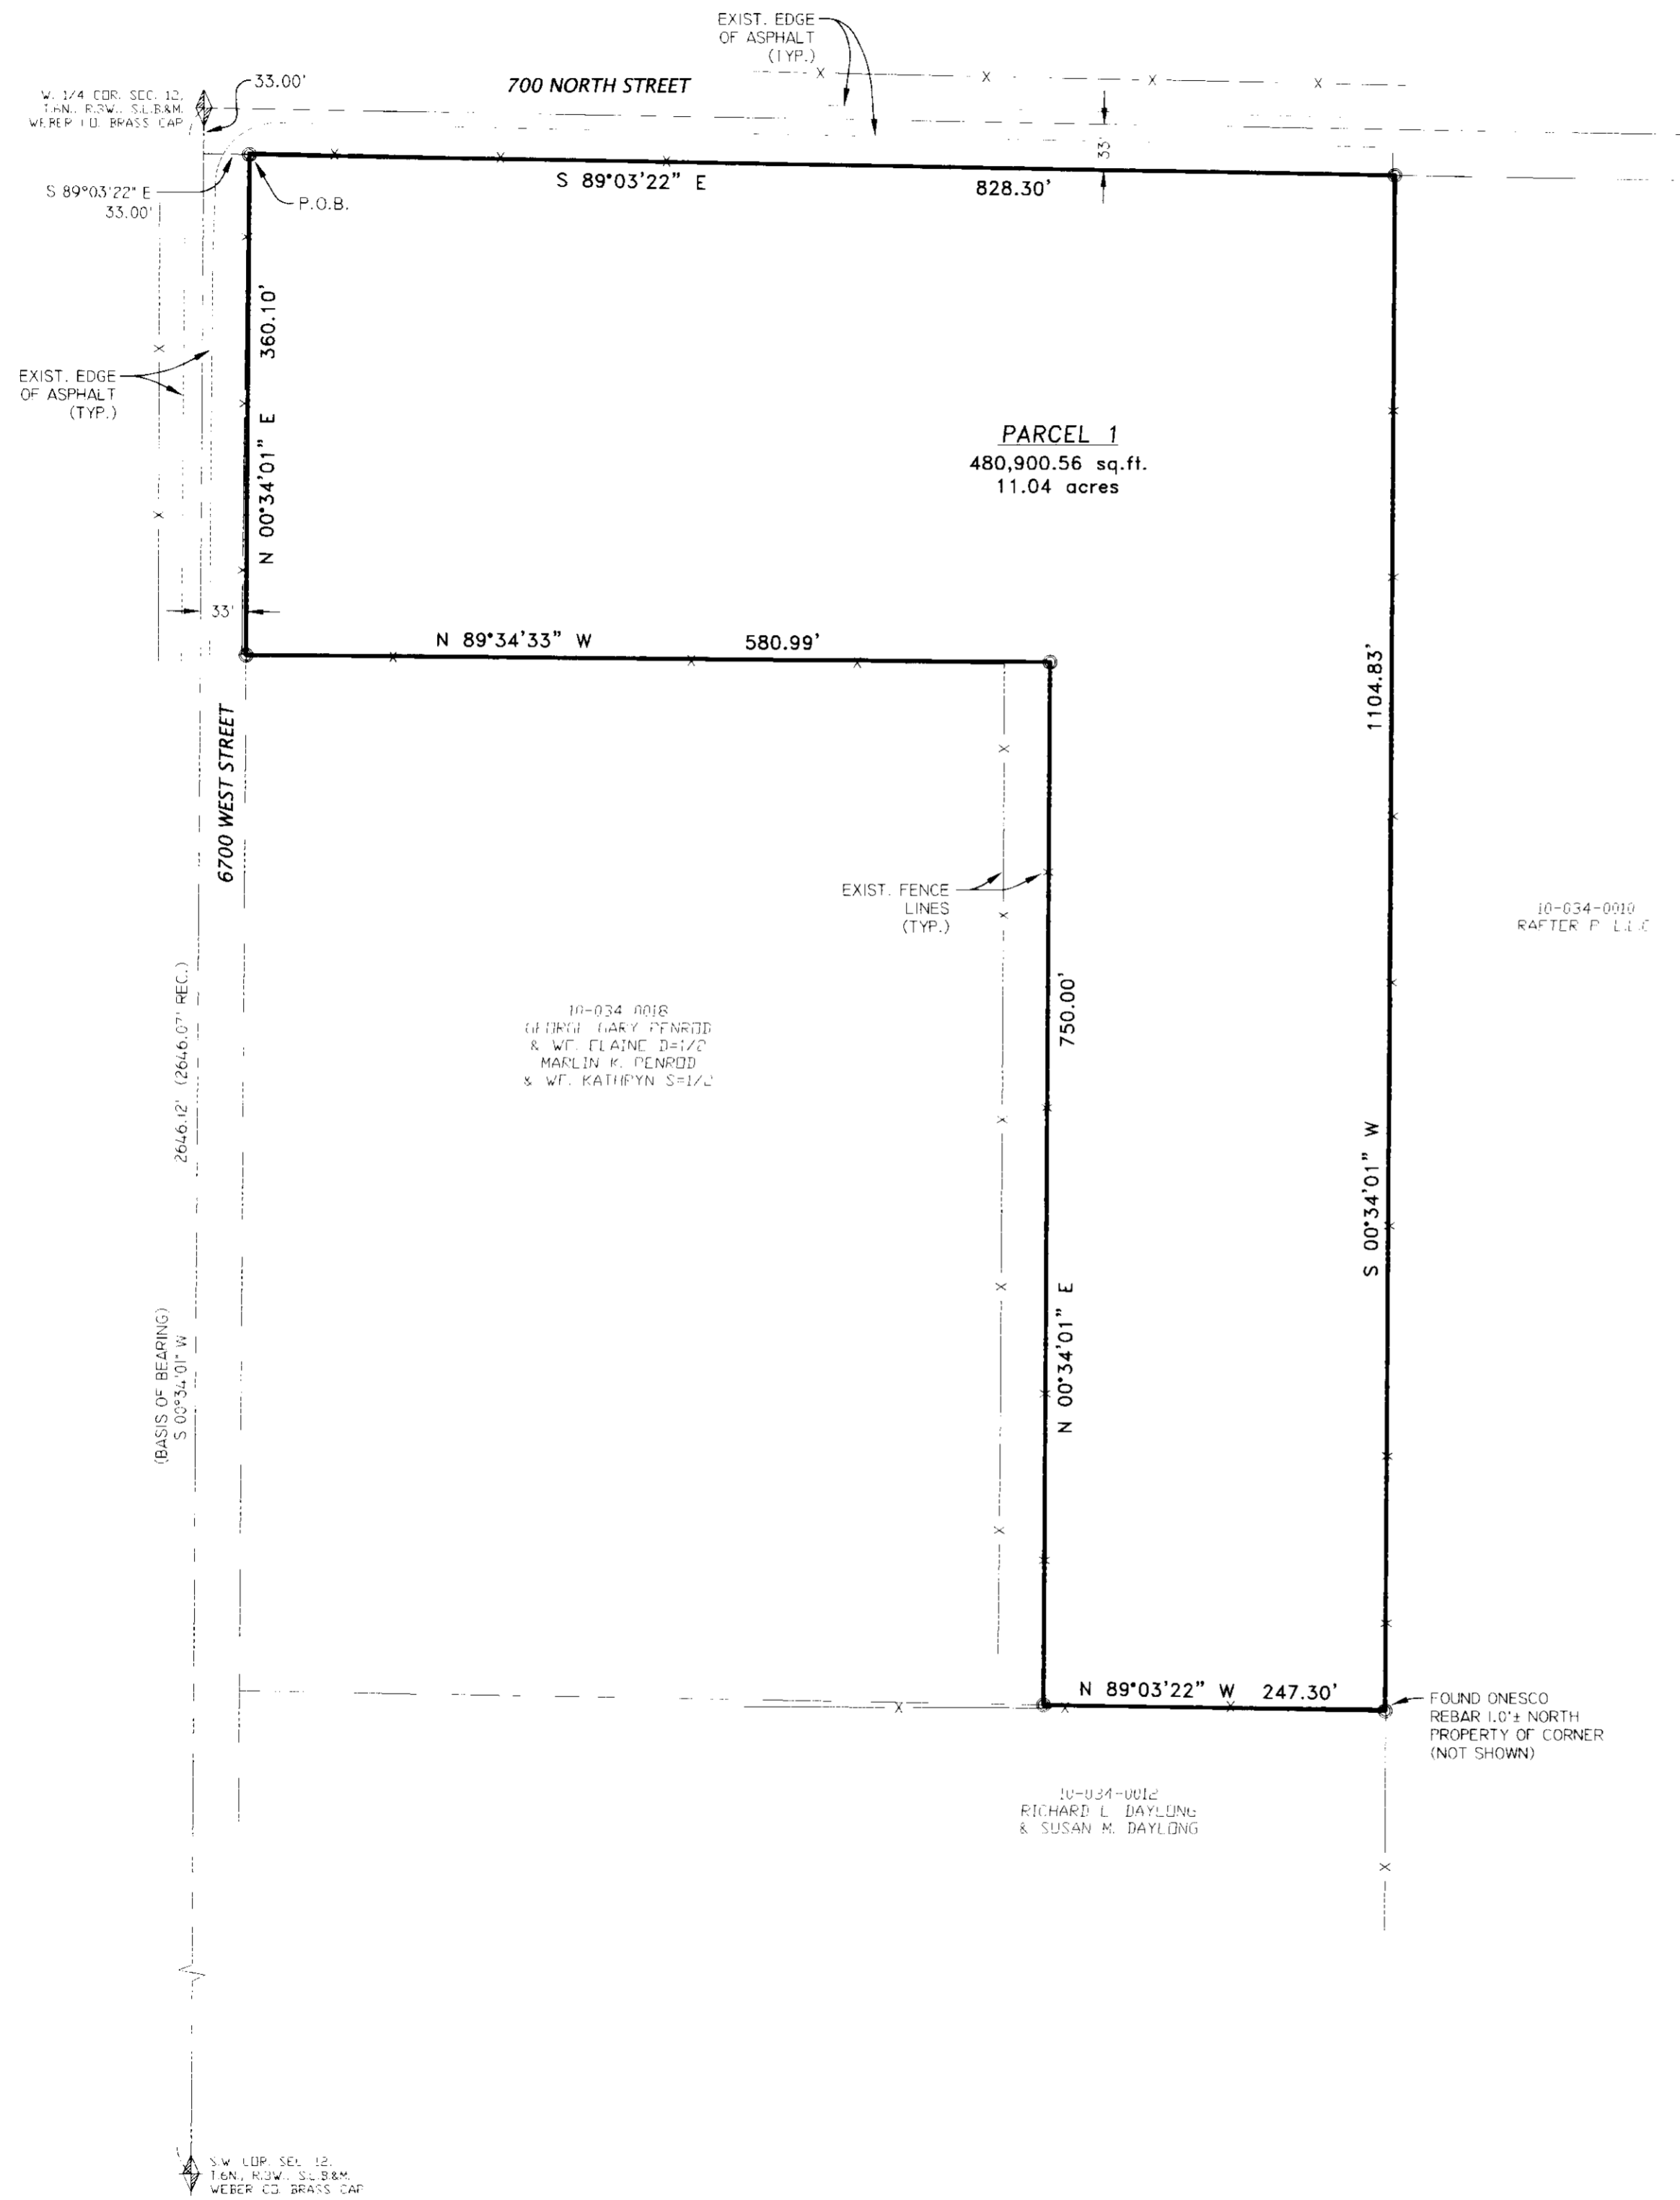 EXIST. EDGE
OF ASPHALT
(TYP.)
700 NORTH STREET
33.00'
W. 1/4 COR. SEC. 12,
T.6N., R.3W., S.L.B.&M.
WEBER CO. BRASS CAP
33'
S 89°03'22" E
33.00'
P.O.B.
S 89°03'22" E
828.30'
N 00°34'01" E
360.10'
EXIST. EDGE
OF ASPHALT
(TYP.)
PARCEL 1
480,900.56 sq.ft.
11.04 acres
33'
N 89°34'33" W
580.99'
6700 WEST STREET
1104.83'
S 00°34'01" W
EXIST. FENCE
LINES
(TYP.)
10-034-0010
RAFTER P L.L.C
10-034-0018
GEORGE GARY PENROD
& WF. ELAINE D=1/2
MARLIN K. PENROD
& WF. KATHRYN S=1/2
750.00'
N 00°34'01" E
2646.12' (2646.07' REC.)
(BASIS OF BEARING)
S 00°34'01" W
N 89°03'22" W
247.30'
FOUND ONESCO
REBAR 1.0'± NORTH
PROPERTY OF CORNER
(NOT SHOWN)
10-034-0012
RICHARD L DAYLONG
& SUSAN M. DAYLONG
S.W. COR. SEC 12,
T.6N., R.3W., S.L.B.&M.
WEBER CO. BRASS CAP